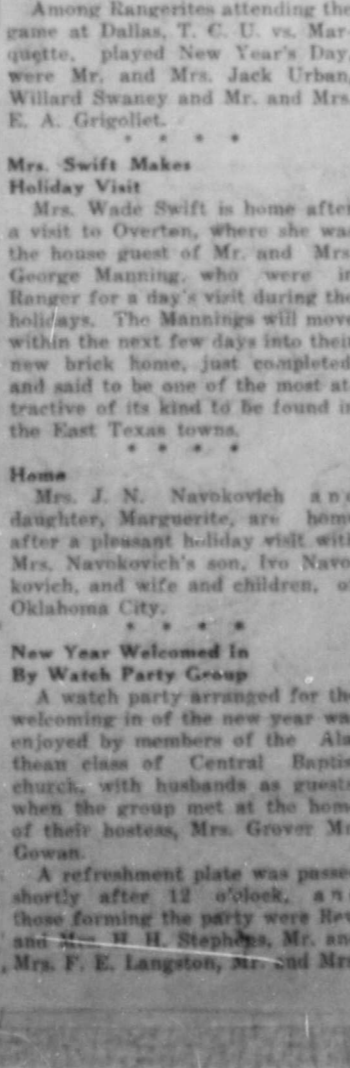 Among Rangerites attending the
game at Dallas, T. C. U. vs. Mar-
quette, played New Year's Day,
were Mr. and Mrs. Jack Urban,
Willard Swaney and Mr. and Mrs
E. A. Grigoliet.
* * * *
Mrs. Swift Makes
Holiday Visit
Mrs. Wade Swift is home after
a visit to Overton, where she was
the house guest of Mr. and Mrs
George Manning, who were in
Ranger for a day's visit during the
holidays. The Mannings will move
within the next few days into their
new brick home, just completed
and said to be one of the most at
tractive of its kind to be found in
the East Texas towns.
* * * *
Home
Mrs. J. N. Navokovich and
daughter, Marguerite, are home
after a pleasant holiday visit with
Mrs. Navokovich's son, Ivo Navo
kovich, and wife and children, o
Oklahoma City.
* * * *
New Year Welcomed In
By Watch Party Group
A watch party arranged for the
welcoming in of the new year wa
enjoyed by members of the Ala
thean class of Central Baptis
church, with husbands as guests
when the group met at the hom
of their hostess, Mrs. Grover Mc
Gowan.
A refreshment plate was passe
shortly after 12 o'clock, an
those forming the party were Rev
and Mrs. H. H. Stephens, Mr. an
Mrs. F. E. Langston, Mr. and Mrs